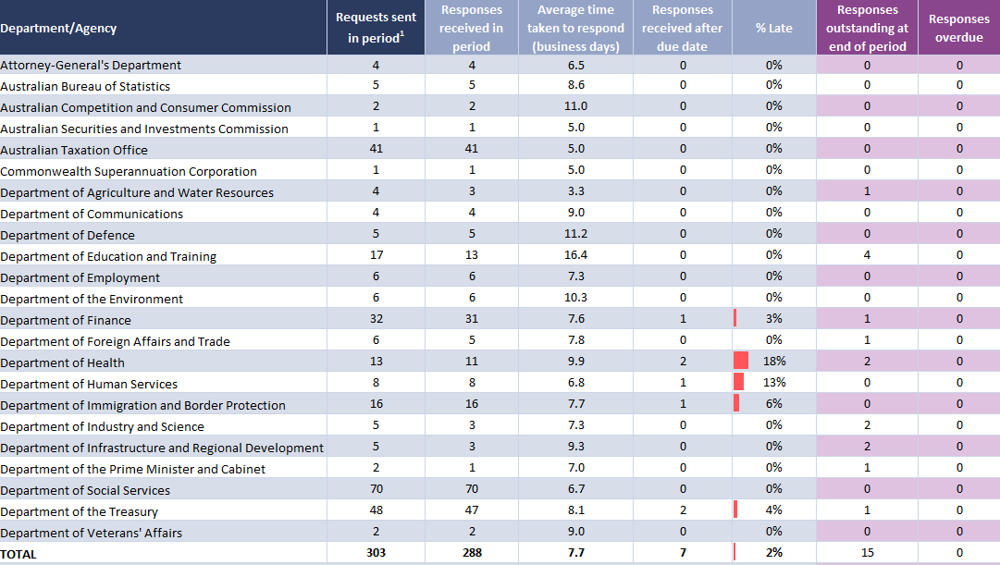 Department/Agency Requests sent in period¹ Responses received in period Average time taken to respond (business days) Responses received after due date % Late Responses outstanding at end of period Responses overdue
Attorney-General's Department 4 4 6.5 0 0% 0 0
Australian Bureau of Statistics 5 5 8.6 0 0% 0 0
Australian Competition and Consumer Commission 2 2 11.0 0 0% 0 0
Australian Securities and Investments Commission 1 1 5.0 0 0% 0 0
Australian Taxation Office 41 41 5.0 0 0% 0 0
Commonwealth Superannuation Corporation 1 1 5.0 0 0% 0 0
Department of Agriculture and Water Resources 4 3 3.3 0 0% 1 0
Department of Communications 4 4 9.0 0 0% 0 0
Department of Defence 5 5 11.2 0 0% 0 0
Department of Education and Training 17 13 16.4 0 0% 4 0
Department of Employment 6 6 7.3 0 0% 0 0
Department of the Environment 6 6 10.3 0 0% 0 0
Department of Finance 32 31 7.6 1 3% 1 0
Department of Foreign Affairs and Trade 6 5 7.8 0 0% 1 0
Department of Health 13 11 9.9 2 18% 2 0
Department of Human Services 8 8 6.8 1 13% 0 0
Department of Immigration and Border Protection 16 16 7.7 1 6% 0 0
Department of Industry and Science 5 3 7.3 0 0% 2 0
Department of Infrastructure and Regional Development 5 3 9.3 0 0% 2 0
Department of the Prime Minister and Cabinet 2 1 7.0 0 0% 1 0
Department of Social Services 70 70 6.7 0 0% 0 0
Department of the Treasury 48 47 8.1 2 4% 1 0
Department of Veterans' Affairs 2 2 9.0 0 0% 0 0
TOTAL 303 288 7.7 7 2% 15 0